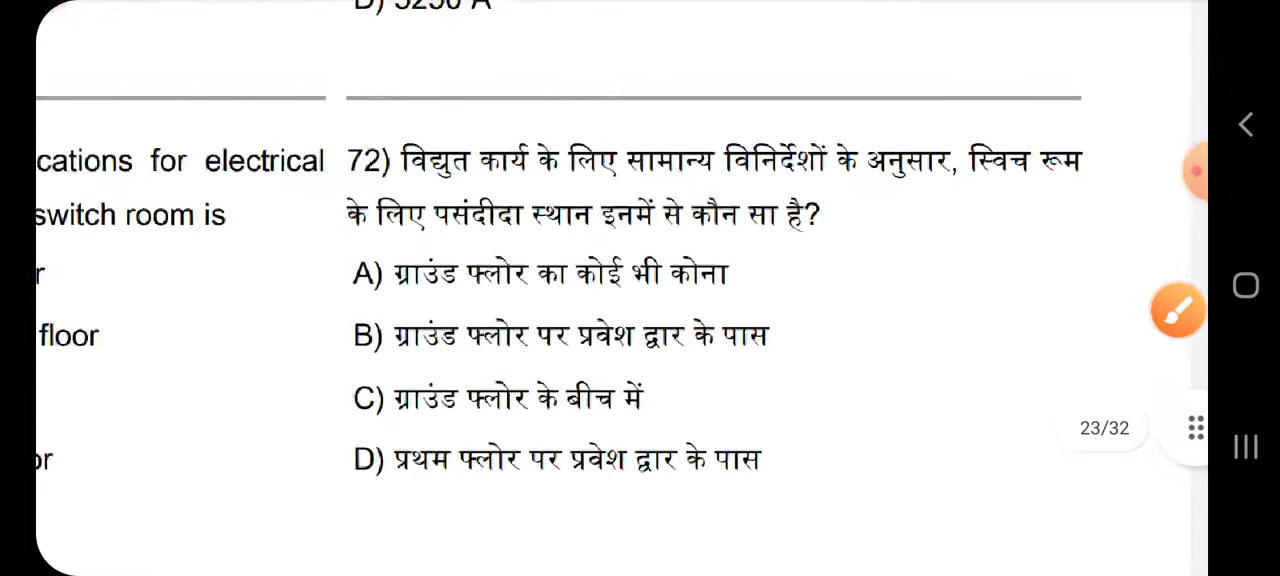 D) 5250 A
cations for electrical
switch room is
r
floor
or
72) विद्युत कार्य के लिए सामान्य विनिर्देशों के अनुसार, स्विच रूम
के लिए पसंदीदा स्थान इनमें से कौन सा है?
A) ग्राउंड फ्लोर का कोई भी कोना
B) ग्राउंड फ्लोर पर प्रवेश द्वार के पास
C) ग्राउंड फ्लोर के बीच में
D) प्रथम फ्लोर पर प्रवेश द्वार के पास
23/32